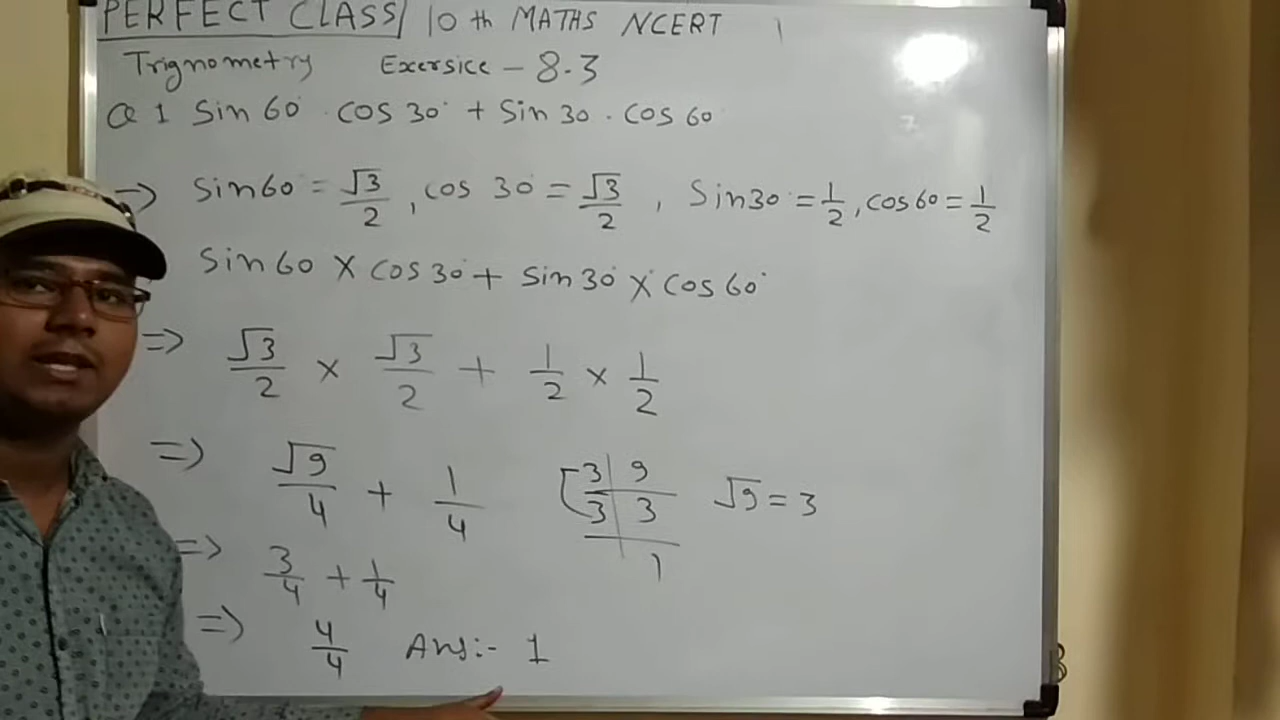 PERFECT CLASS 10 th MATHS NCERT
Trignometry Exersice - 8.3
Q 1 Sin 60° . cos 30° + Sin 30 . cos 60
→ Sin 60 = √3/2 , cos 30 = √3/2 , Sin 30 = 1/2 , cos 60 = 1/2
Sin 60 × cos 30° + Sin 30° × cos 60°
⇒ √3/2 × √3/2 + 1/2 × 1/2
⇒ √9/4 + 1/4 3 | 9 √9 = 3
3 | 3
1
⇒ 3/4 + 1/4
⇒ 4/4 Ans:- 1